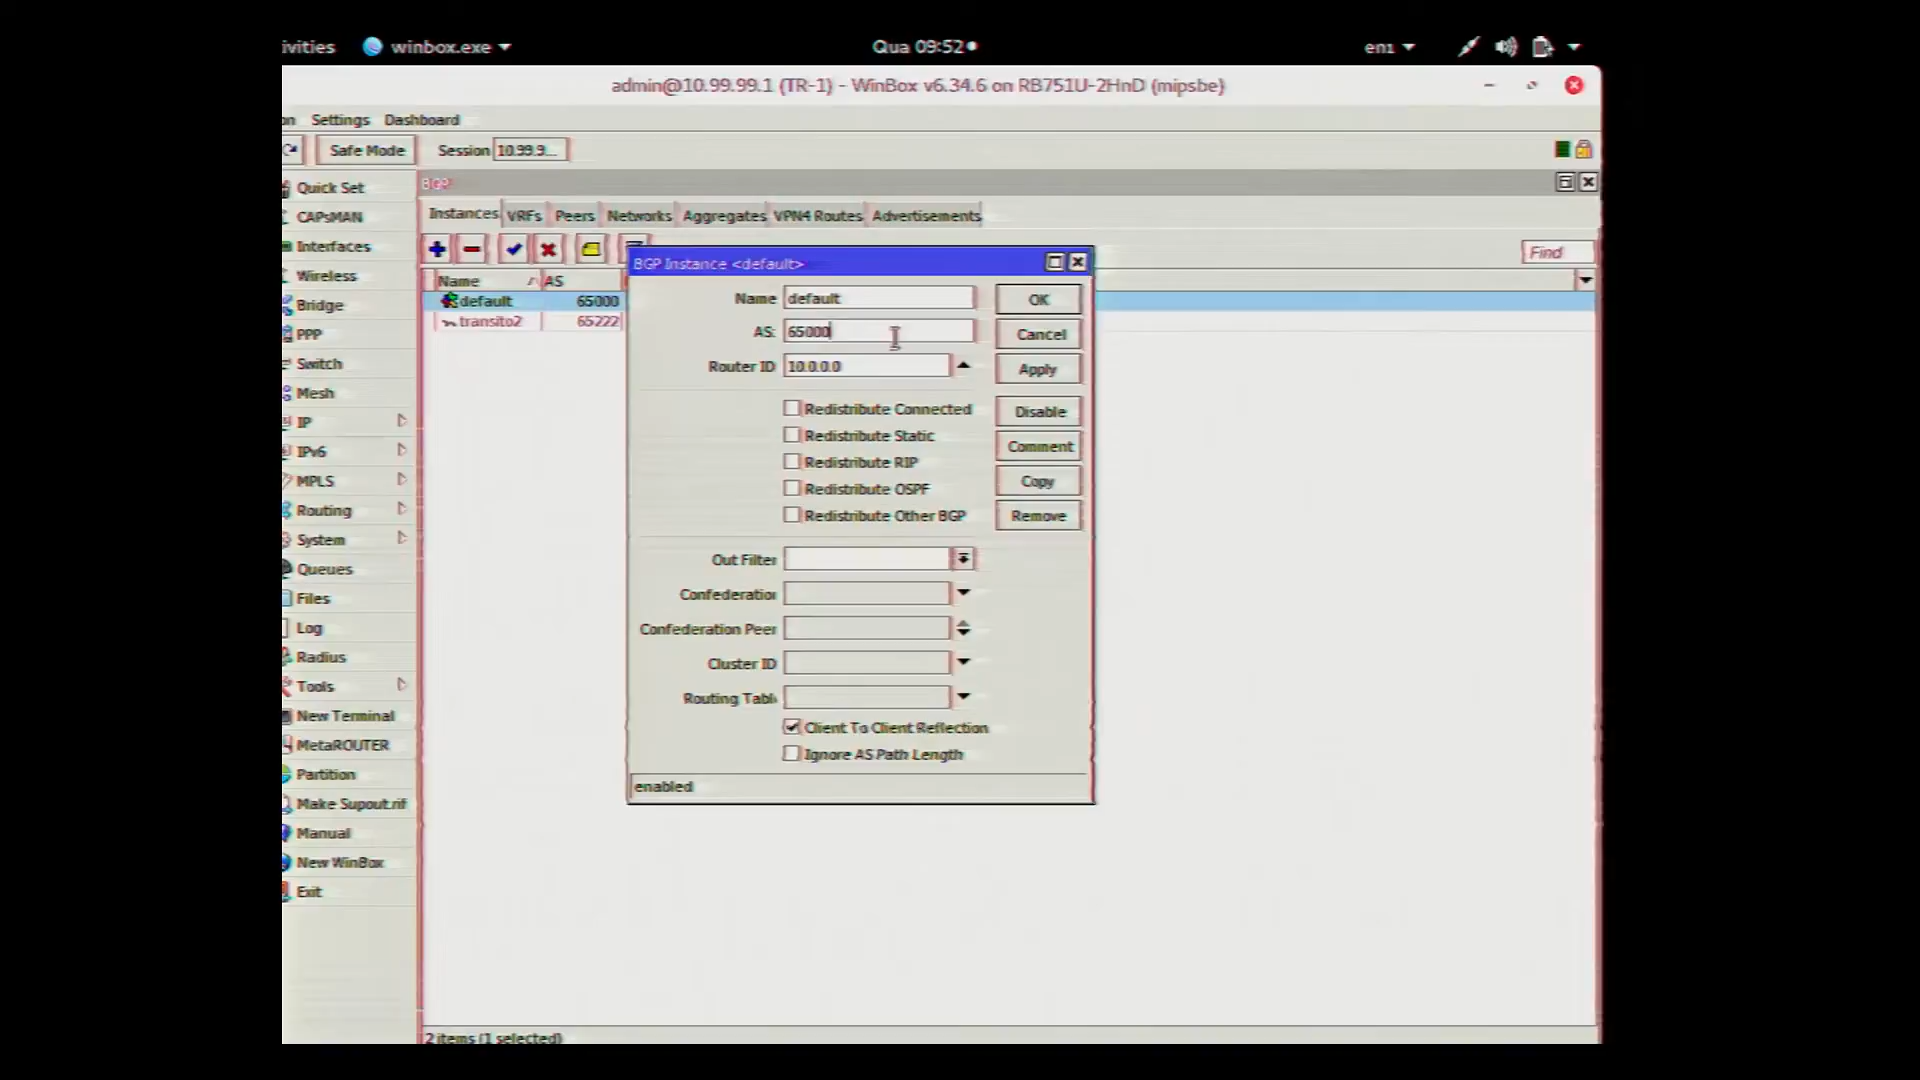 ivities winbox.exe Qua 09:52 en1
admin@10.99.99.1 (TR-1) - WinBox v6.34.6 on RB751U-2HnD (mipsbe)
on Settings Dashboard
Safe Mode Session 10.99.9...
Quick Set
CAPsMAN
Interfaces
Wireless
Bridge
PPP
Switch
Mesh
IP
IPv6
MPLS
Routing
System
Queues
Files
Log
Radius
Tools
New Terminal
MetaROUTER
Partition
Make Supout.rif
Manual
New WinBox
Exit
BGP
Instances VRFs Peers Networks Aggregates VPN4 Routes Advertisements
Find
Name AS
default 65000
transito2 65222
BGP Instance <default>
Name default
AS: 65000
Router ID 10.0.0.0
Redistribute Connected
Redistribute Static
Redistribute RIP
Redistribute OSPF
Redistribute Other BGP
Out Filter
Confederation
Confederation Peer
Cluster ID
Routing Tabl
Client To Client Reflection
Ignore AS Path Length
enabled
OK
Cancel
Apply
Disable
Comment
Copy
Remove
2 items (1 selected)